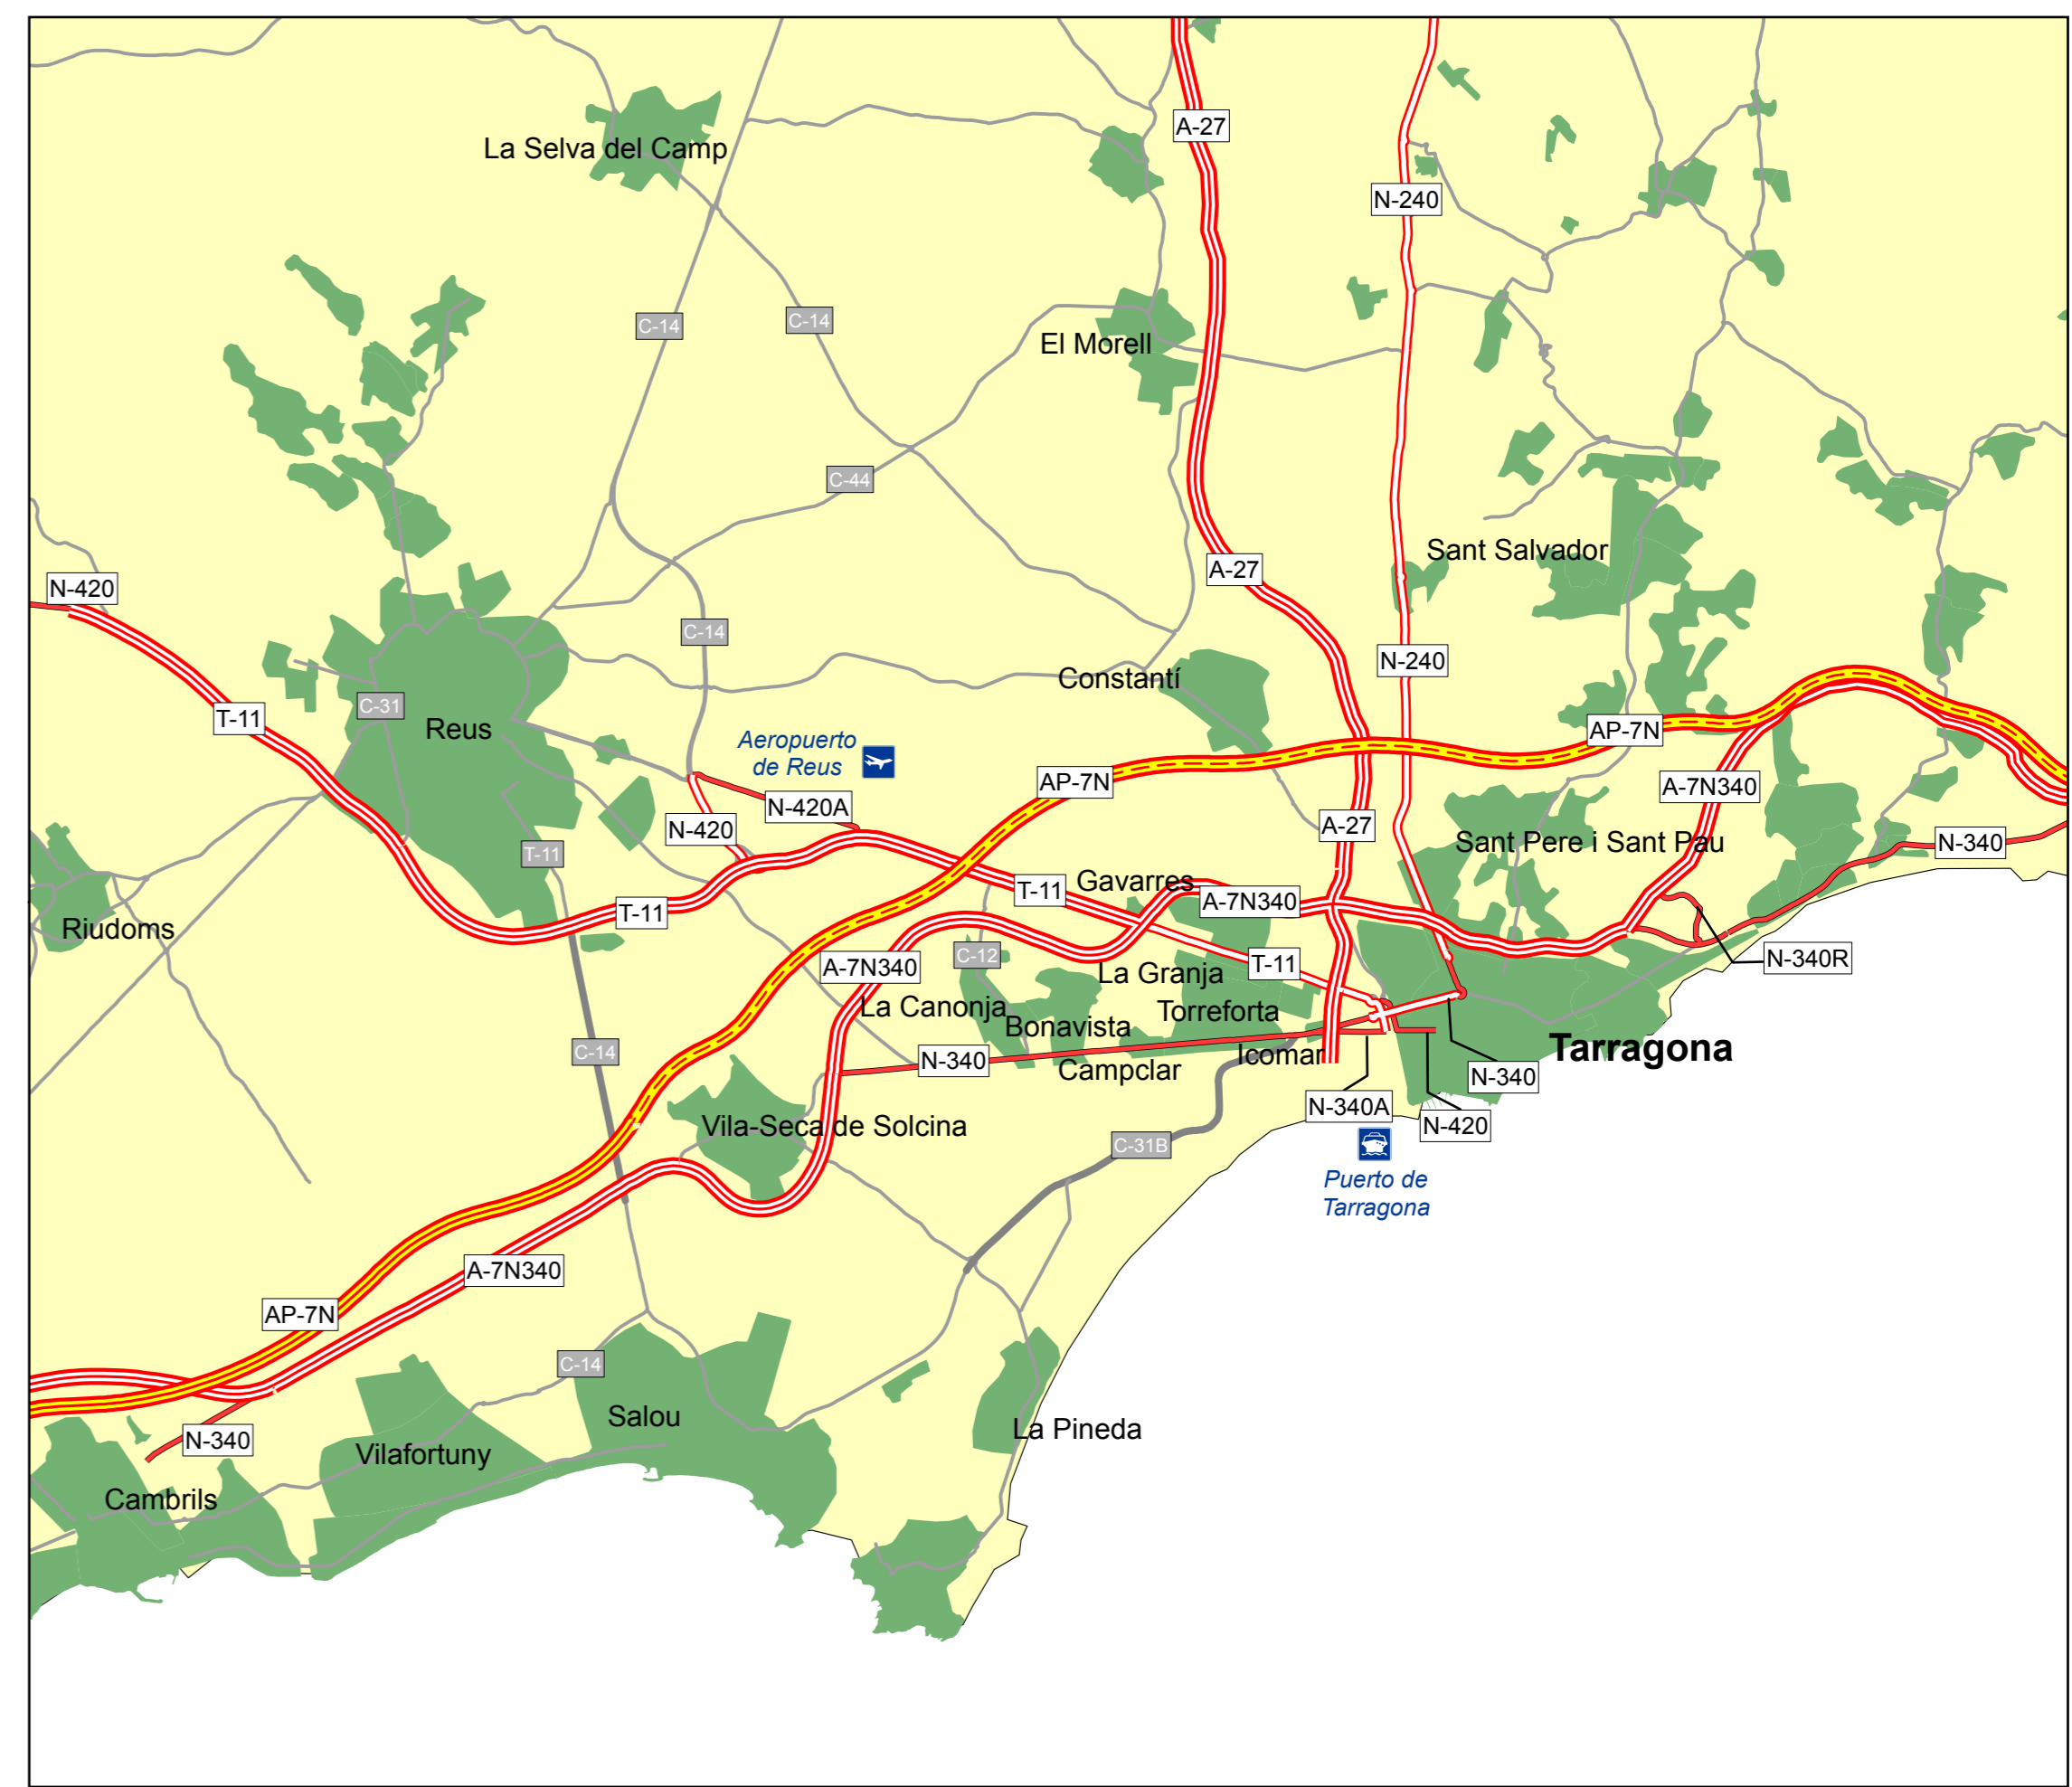 A-27
La Selva del Camp
N-240
C-14
C-14
El Morell
C-44
Sant Salvador
A-27
N-420
C-14
N-240
Constantí
C-31
T-11
Reus
AP-7N
Aeropuerto
de Reus
AP-7N
A-7N340
N-420A
N-420
A-27
Sant Pere i Sant Pau
N-340
T-11
Gavarres
T-11
A-7N340
T-11
Riudoms
C-12
N-340R
A-7N340
La Granja
T-11
La Canonja
Torreforta
Bonavista
Tarragona
C-14
Icomar
N-340
Campclar
N-340
N-340A
N-420
Vila-Seca de Solcina
C-31B
Puerto de
Tarragona
A-7N340
AP-7N
C-14
Salou
La Pineda
N-340
Vilafortuny
Cambrils